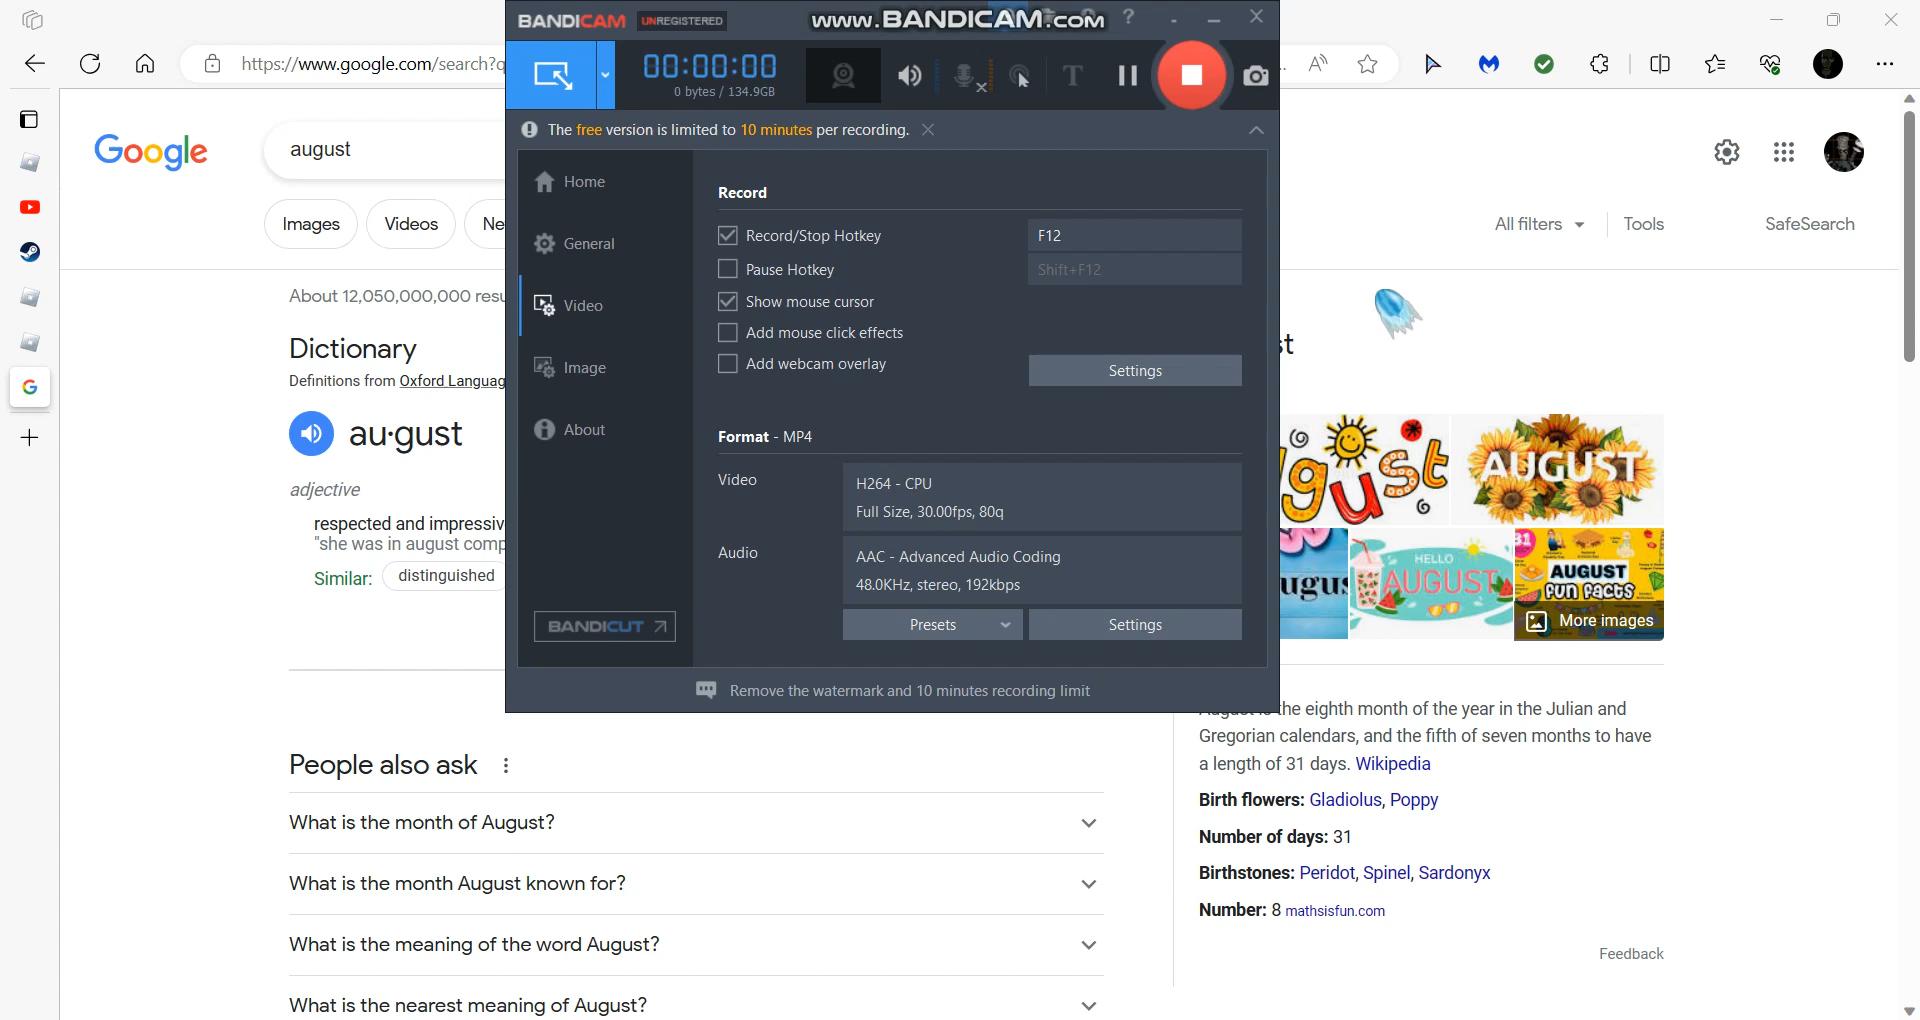 BANDICAM UNREGISTERED
www.BANDICAM.com
https://www.google.com/search?q
00:00:00
0 bytes / 134.9GB
The free version is limited to 10 minutes per recording.
Google
august
Images
Videos
Ne
All filters
Tools
SafeSearch
About 12,050,000,000 resu
Dictionary
Definitions from Oxford Languag
au·gust
adjective
respected and impressiv
"she was in august comp
Similar:
distinguished
Home
General
Video
Image
About
BANDICUT
Record
Record/Stop Hotkey
F12
Pause Hotkey
Shift+F12
Show mouse cursor
Add mouse click effects
Add webcam overlay
Settings
Format - MP4
Video
H264 - CPU
Full Size, 30.00fps, 80q
Audio
AAC - Advanced Audio Coding
48.0KHz, stereo, 192kbps
Presets
Settings
Remove the watermark and 10 minutes recording limit
st
gust
AUGUST
ugus
HELLO
AUGUST
31
AUGUST
FUN FACTS
More images
People also ask
What is the month of August?
What is the month August known for?
What is the meaning of the word August?
What is the nearest meaning of August?
the eighth month of the year in the Julian and
Gregorian calendars, and the fifth of seven months to have
a length of 31 days. Wikipedia
Birth flowers: Gladiolus, Poppy
Number of days: 31
Birthstones: Peridot, Spinel, Sardonyx
Number: 8 mathsisfun.com
Feedback